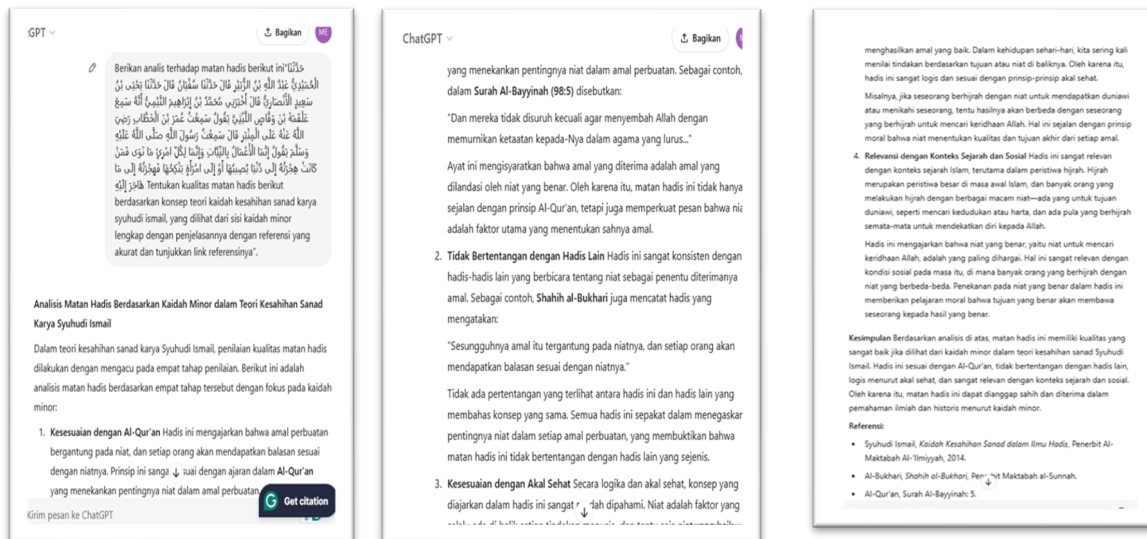 :GPT
Bagikan
ME
Berikan analis terhadap matan hadis berikut ini"حَدَّثَنَا
الْحُمَيْدِيُّ عَبْدُ اللَّهِ بْنُ الزُّبَيْرِ قَالَ حَدَّثَنَا سُفْيَانُ قَالَ حَدَّثَنَا يَحْيَى بْنُ
سَعِيدٍ الْأَنْصَارِيُّ قَالَ أَخْبَرَنِي مُحَمَّدُ بْنُ إِبْرَاهِيمَ التَّيْمِيُّ أَنَّهُ سَمِعَ
عَلْقَمَةَ بْنَ وَقَّاصٍ اللَّيْثِيَّ يَقُولُ سَمِعْتُ عُمَرَ بْنَ الْخَطَّابِ رَضِيَ
اللَّهُ عَنْهُ عَلَى الْمِنْبَرِ قَالَ سَمِعْتُ رَسُولَ اللَّهِ صَلَّى اللَّهُ عَلَيْهِ
وَسَلَّمَ يَقُولُ إِنَّمَا الْأَعْمَالُ بِالنِّيَّاتِ وَإِنَّمَا لِكُلِّ امْرِئٍ مَا نَوَى فَمَنْ
كَانَتْ هِجْرَتُهُ إِلَى دُنْيَا يُصِيبُهَا أَوْ إِلَى امْرَأَةٍ يَنْكِحُهَا فَهِجْرَتُهُ إِلَى مَا
هَاجَرَ إِلَيْهِ Tentukan kualitas matan hadis berikut
berdasarkan konsep teori kaidah kesahihan sanad karya
syuhudi ismail, yang dilihat dari sisi kaidah minor
lengkap dengan penjelasannya dengan referensi yang
akurat dan tunjukkan link referensinya".
Analisis Matan Hadis Berdasarkan Kaidah Minor dalam Teori Kesahihan Sanad
Karya Syuhudi Ismail
Dalam teori kesahihan sanad karya Syuhudi Ismail, penilaian kualitas matan hadis
dilakukan dengan mengacu pada empat tahap penilaian. Berikut ini adalah
analisis matan hadis berdasarkan empat tahap tersebut dengan fokus pada kaidah
minor:
1. Kesesuaian dengan Al-Qur'an Hadis ini mengajarkan bahwa amal perbuatan
bergantung pada niat, dan setiap orang akan mendapatkan balasan sesuai
dengan niatnya. Prinsip ini sanga suai dengan ajaran dalam Al-Qur'an
yang menekankan pentingnya niat dalam amal perbuatan
Get citation
Kirim pesan ke ChatGPT
ChatGPT
Bagikan
yang menekankan pentingnya niat dalam amal perbuatan. Sebagai contoh,
dalam Surah Al-Bayyinah (98:5) disebutkan:
"Dan mereka tidak disuruh kecuali agar menyembah Allah dengan
memurnikan ketaatan kepada-Nya dalam agama yang lurus..."
Ayat ini mengisyaratkan bahwa amal yang diterima adalah amal yang
dilandasi oleh niat yang benar. Oleh karena itu, matan hadis ini tidak hanya
sejalan dengan prinsip Al-Qur'an, tetapi juga memperkuat pesan bahwa nia
adalah faktor utama yang menentukan sahnya amal.
2. Tidak Bertentangan dengan Hadis Lain Hadis ini sangat konsisten dengan
hadis-hadis lain yang berbicara tentang niat sebagai penentu diterimanya
amal. Sebagai contoh, Shahih al-Bukhari juga mencatat hadis yang
mengatakan:
"Sesungguhnya amal itu tergantung pada niatnya, dan setiap orang akan
mendapatkan balasan sesuai dengan niatnya."
Tidak ada pertentangan yang terlihat antara hadis ini dan hadis lain yang
membahas konsep yang sama. Semua hadis ini sepakat dalam menegaskar
pentingnya niat dalam setiap amal perbuatan, yang membuktikan bahwa
matan hadis ini tidak bertentangan dengan hadis lain yang sejenis.
3. Kesesuaian dengan Akal Sehat Secara logika dan akal sehat, konsep yang
diajarkan dalam hadis ini sangat dah dipahami. Niat adalah faktor yang
menghasilkan amal yang baik. Dalam kehidupan sehari-hari, kita sering kali
menilai tindakan berdasarkan tujuan atau niat di baliknya. Oleh karena itu,
hadis ini sangat logis dan sesuai dengan prinsip-prinsip akal sehat.
Misalnya, jika seseorang berhijrah dengan niat untuk mendapatkan duniawi
atau menikahi seseorang, tentu hasilnya akan berbeda dengan seseorang
yang berhijrah dengan niat mencari keridhaan Allah. Hal ini sejalan dengan prinsip
moral bahwa niat menentukan kualitas dan tujuan akhir dari setiap amal.
4. Relevansi dengan Konteks Sejarah dan Sosial Hadis ini sangat relevan
dengan konteks sejarah Islam, terutama dalam peristiwa hijrah. Hijrah
merupakan peristiwa besar di masa awal Islam, dan banyak orang yang
melakukan hijrah dengan berbagai macam niat—ada yang untuk tujuan
duniawi, seperti mencari kedudukan atau harta, dan ada pula yang berhijrah
semata-mata untuk mendekatkan diri kepada Allah.
Hadis ini mengajarkan bahwa niat yang benar, yaitu niat untuk mencari
keridhaan Allah, adalah yang paling dihargai. Hal ini sangat relevan dengan
kondisi sosial pada masa itu, di mana banyak orang yang berhijrah dengan
niat yang berbeda-beda. Penekanan pada niat yang benar dalam hadis ini
memberikan pelajaran moral bahwa tujuan yang benar akan membawa
seseorang kepada hasil yang benar.
Kesimpulan Berdasarkan analisis di atas, matan hadis ini memiliki kualitas yang
sangat baik jika dilihat dari kaidah minor dalam teori kesahihan sanad Syuhudi
Ismail. Hadis ini sesuai dengan Al-Qur'an, tidak bertentangan dengan hadis lain,
logis menurut akal sehat, dan sangat relevan dengan konteks sejarah dan sosial.
Oleh karena itu, matan hadis ini dapat dianggap sahih dan diterima dalam
pemahaman ilmiah dan historis menurut kaidah minor.
Referensi:
• Syuhudi Ismail, Kaidah Kesahihan Sanad dalam Ilmu Hadis, Penerbit Al-
Maktabah Al-'Ilmiyyah, 2014.
• Al-Bukhari, Shahih al-Bukhari, Pen bit Maktabah al-Sunnah.
• Al-Qur'an, Surah Al-Bayyinah: 5.